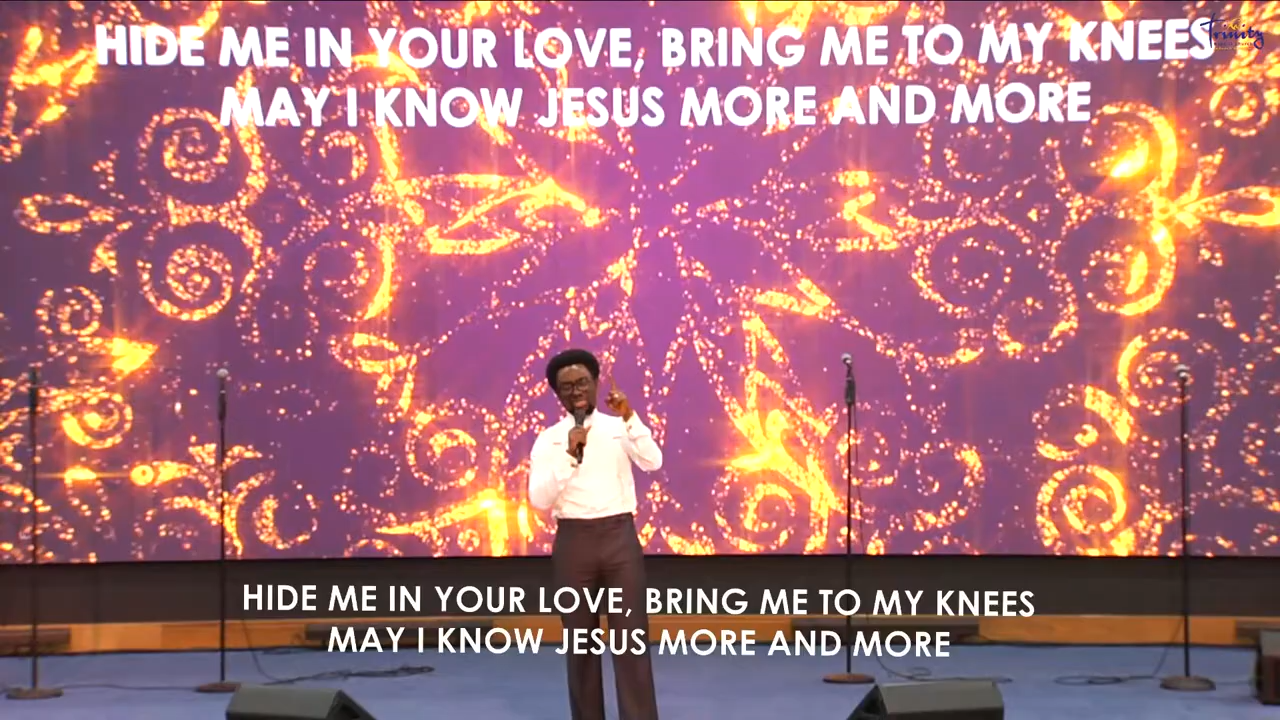 HIDE ME IN YOUR LOVE, BRING ME TO MY KNEES
MAY I KNOW JESUS MORE AND MORE
Trinity
HIDE ME IN YOUR LOVE, BRING ME TO MY KNEES
MAY I KNOW JESUS MORE AND MORE